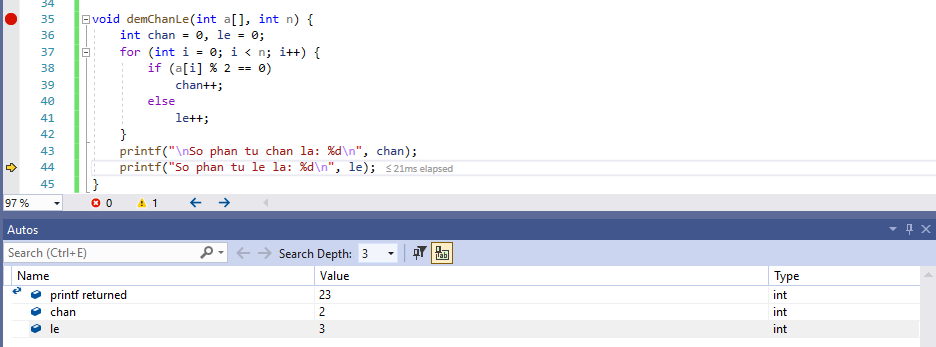 34
35 void demChanLe(int a[], int n) {
36 int chan = 0, le = 0;
37 for (int i = 0; i < n; i++) {
38 if (a[i] % 2 == 0)
39 chan++;
40 else
41 le++;
42 }
43 printf("\nSo phan tu chan la: %d\n", chan);
44 printf("So phan tu le la: %d\n", le); ≤ 21ms elapsed
45 }
97 % 0 1
Autos
Search (Ctrl+E) Search Depth: 3
Name Value Type
printf returned 23 int
chan 2 int
le 3 int